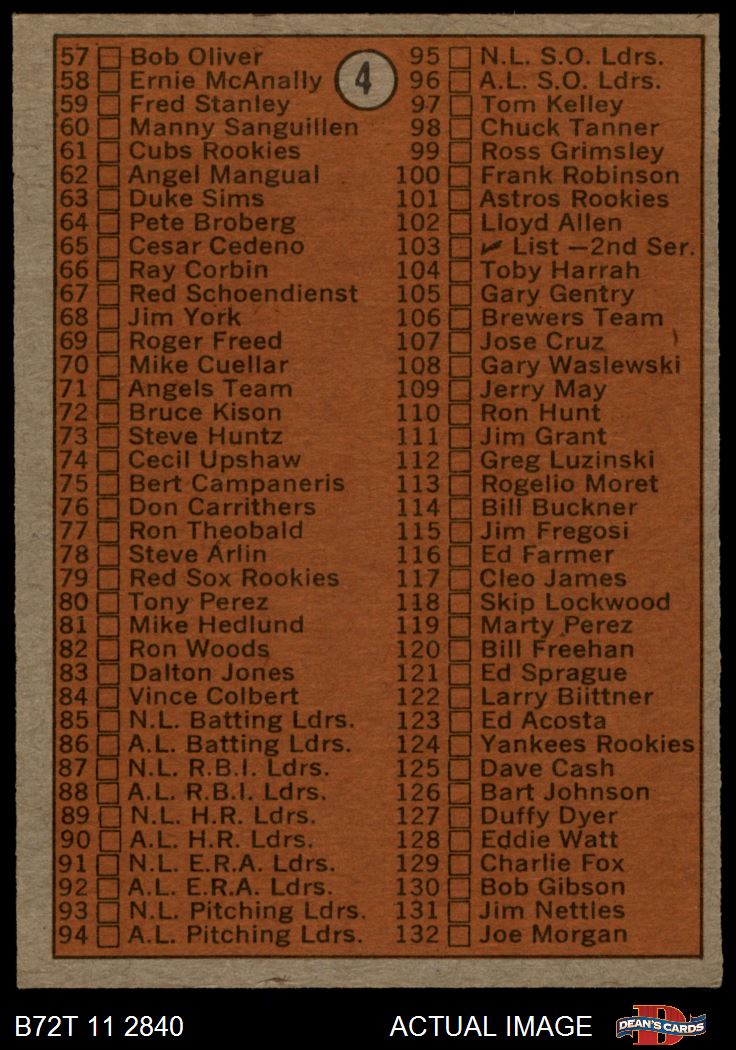 4
57 Bob Oliver
58 Ernie McAnally
59 Fred Stanley
60 Manny Sanguillen
61 Cubs Rookies
62 Angel Mangual
63 Duke Sims
64 Pete Broberg
65 Cesar Cedeno
66 Ray Corbin
67 Red Schoendienst
68 Jim York
69 Roger Freed
70 Mike Cuellar
71 Angels Team
72 Bruce Kison
73 Steve Huntz
74 Cecil Upshaw
75 Bert Campaneris
76 Don Carrithers
77 Ron Theobald
78 Steve Arlin
79 Red Sox Rookies
80 Tony Perez
81 Mike Hedlund
82 Ron Woods
83 Dalton Jones
84 Vince Colbert
85 N.L. Batting Ldrs.
86 A.L. Batting Ldrs.
87 N.L. R.B.I. Ldrs.
88 A.L. R.B.I. Ldrs.
89 N.L. H.R. Ldrs.
90 A.L. H.R. Ldrs.
91 N.L. E.R.A. Ldrs.
92 A.L. E.R.A. Ldrs.
93 N.L. Pitching Ldrs.
94 A.L. Pitching Ldrs.
95 N.L. S.O. Ldrs.
96 A.L. S.O. Ldrs.
97 Tom Kelley
98 Chuck Tanner
99 Ross Grimsley
100 Frank Robinson
101 Astros Rookies
102 Lloyd Allen
103 ✔ List —2nd Ser.
104 Toby Harrah
105 Gary Gentry
106 Brewers Team
107 Jose Cruz
108 Gary Waslewski
109 Jerry May
110 Ron Hunt
111 Jim Grant
112 Greg Luzinski
113 Rogelio Moret
114 Bill Buckner
115 Jim Fregosi
116 Ed Farmer
117 Cleo James
118 Skip Lockwood
119 Marty Perez
120 Bill Freehan
121 Ed Sprague
122 Larry Biittner
123 Ed Acosta
124 Yankees Rookies
125 Dave Cash
126 Bart Johnson
127 Duffy Dyer
128 Eddie Watt
129 Charlie Fox
130 Bob Gibson
131 Jim Nettles
132 Joe Morgan
B72T 11 2840
ACTUAL IMAGE
D
DEAN'S CARDS